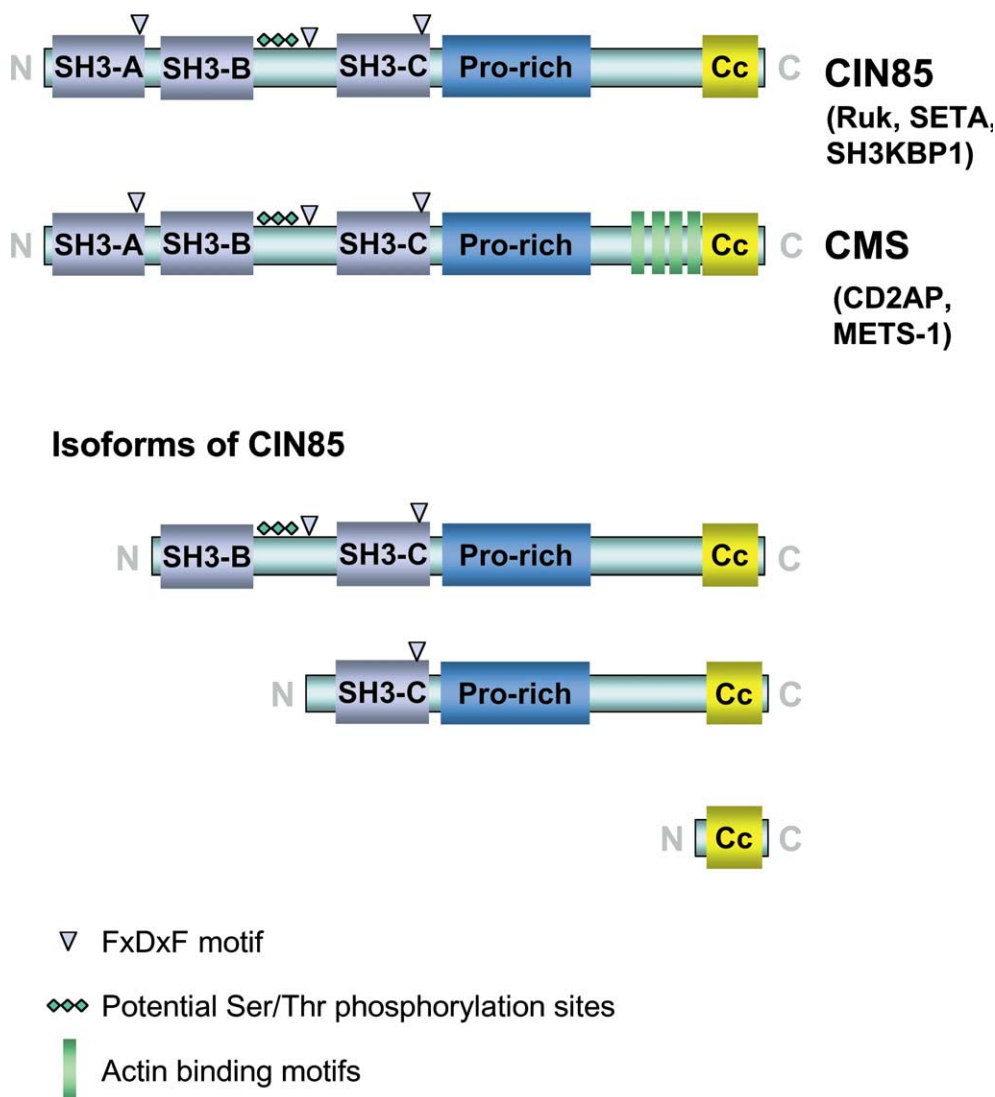 N SH3-A SH3-B SH3-C Pro-rich Cc C CIN85
(Ruk, SETA,
SH3KBP1)
N SH3-A SH3-B SH3-C Pro-rich Cc C CMS
(CD2AP,
METS-1)
Isoforms of CIN85
N SH3-B SH3-C Pro-rich Cc C
N SH3-C Pro-rich Cc C
N Cc C
FxDxF motif
Potential Ser/Thr phosphorylation sites
Actin binding motifs